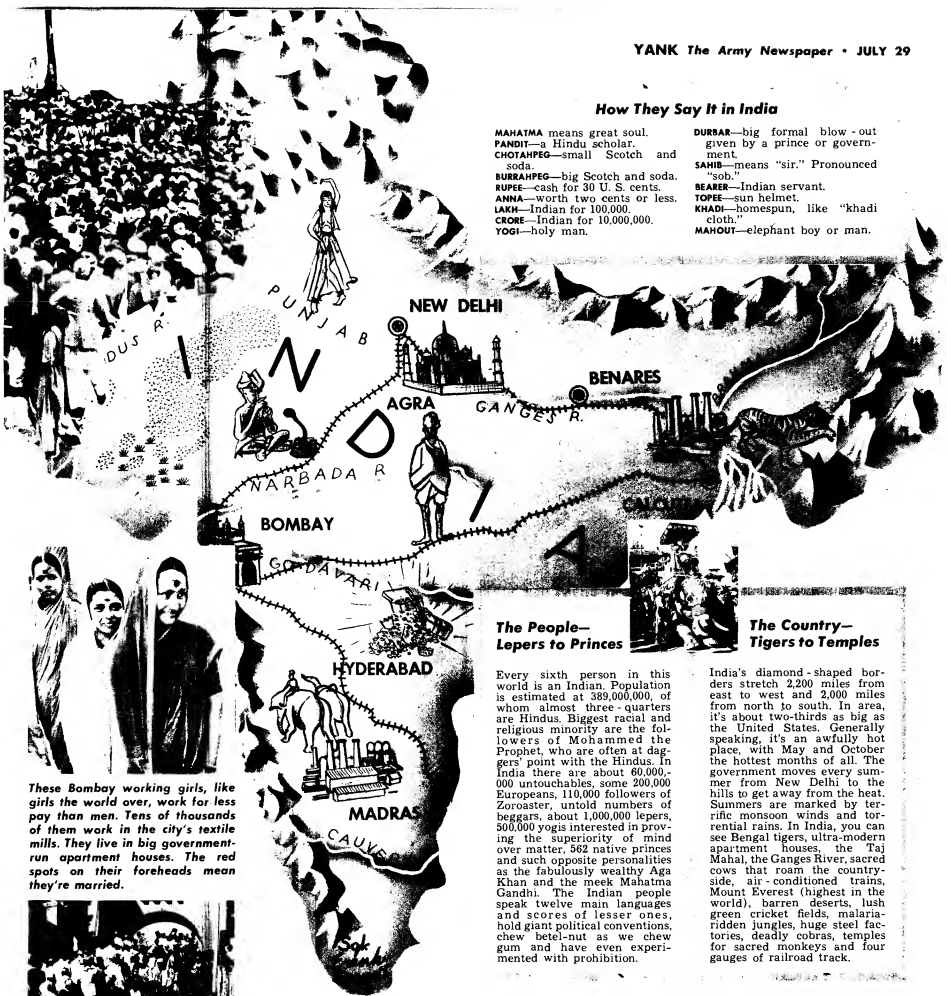 YANK The Army Newspaper • JULY 29
How They Say It in India
MAHATMA means great soul.
PANDIT—a Hindu scholar.
CHOTAHPEG—small Scotch and
soda.
BURRAHPEG—big Scotch and soda.
RUPEE—cash for 30 U. S. cents.
ANNA—worth two cents or less.
LAKH—Indian for 100,000.
CRORE—Indian for 10,000,000.
YOGI—holy man.
DURBAR—big formal blow-out
given by a prince or govern-
ment.
SAHIB—means "sir." Pronounced
"sob."
BEARER—Indian servant.
TOPEE—sun helmet.
KHADI—homespun, like "khadi
cloth."
MAHOUT—elephant boy or man.
INDIA
PUNJAB
DUS R.
NEW DELHI
AGRA
GANGES R.
BENARES
NARBADA R
BOMBAY
CALCUTTA
GODAVARI
HYDERABAD
MADRAS
CAUVE
These Bombay working girls, like
girls the world over, work for less
pay than men. Tens of thousands
of them work in the city's textile
mills. They live in big government-
run apartment houses. The red
spots on their foreheads mean
they're married.
The People—
Lepers to Princes
Every sixth person in this
world is an Indian. Population
is estimated at 389,000,000, of
whom almost three-quarters
are Hindus. Biggest racial and
religious minority are the fol-
lowers of Mohammed the
Prophet, who are often at dag-
gers' point with the Hindus. In
India there are about 60,000,-
000 untouchables, some 200,000
Europeans, 110,000 followers of
Zoroaster, untold numbers of
beggars, about 1,000,000 lepers,
500,000 yogis interested in prov-
ing the superiority of mind
over matter, 562 native princes
and such opposite personalities
as the fabulously wealthy Aga
Khan and the meek Mahatma
Gandhi. The Indian people
speak twelve main languages
and scores of lesser ones,
hold giant political conventions,
chew betel-nut as we chew
gum and have even experi-
mented with prohibition.
The Country—
Tigers to Temples
India's diamond-shaped bor-
ders stretch 2,200 miles from
east to west and 2,000 miles
from north to south. In area,
it's about two-thirds as big as
the United States. Generally
speaking, it's an awfully hot
place, with May and October
the hottest months of all. The
government moves every sum-
mer from New Delhi to the
hills to get away from the heat.
Summers are marked by ter-
rific monsoon winds and tor-
rential rains. In India, you can
see Bengal tigers, ultra-modern
apartment houses, the Taj
Mahal, the Ganges River, sacred
cows that roam the country-
side, air-conditioned trains,
Mount Everest (highest in the
world), barren deserts, lush
green cricket fields, malaria-
ridden jungles, huge steel fac-
tories, deadly cobras, temples
for sacred monkeys and four
gauges of railroad track.